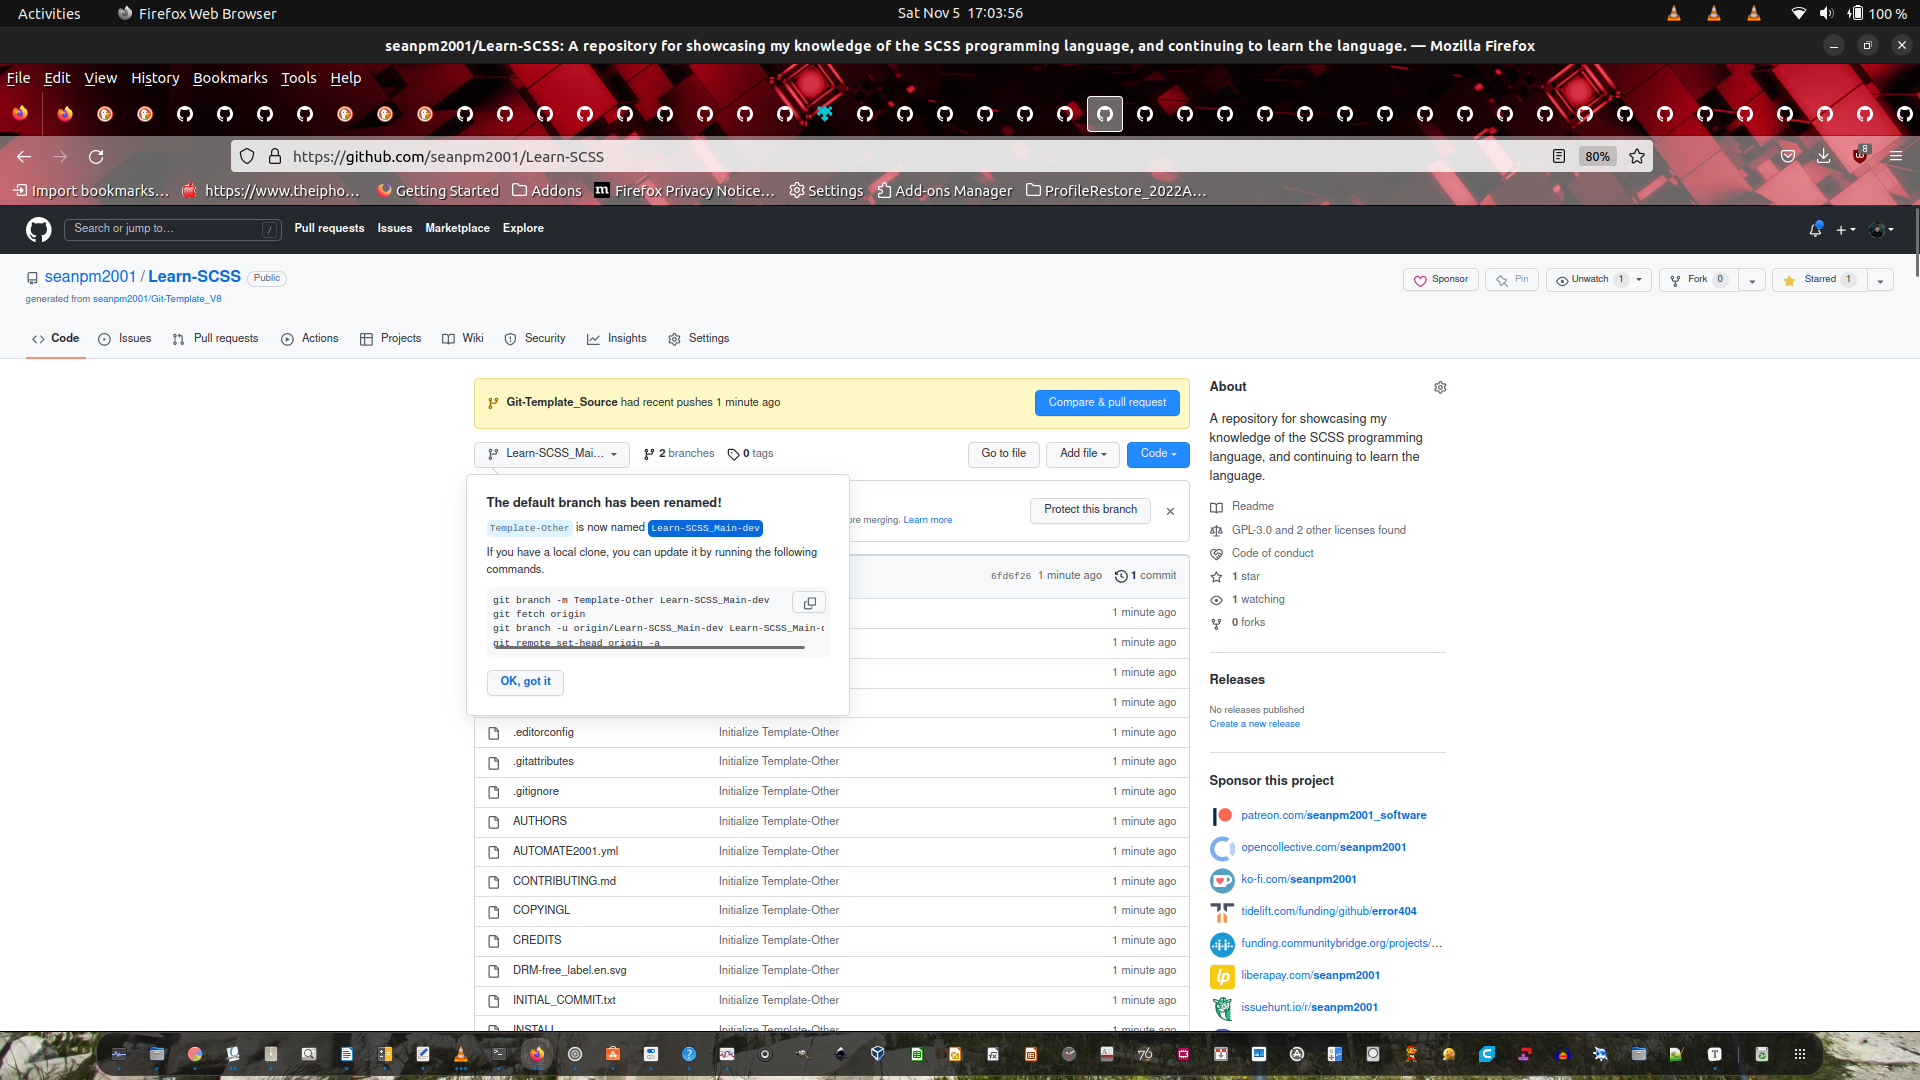 Activities
Firefox Web Browser
Sat Nov 5 17:03:56
100 %
seanpm2001/Learn-SCSS: A repository for showcasing my knowledge of the SCSS programming language, and continuing to learn the language. — Mozilla Firefox
File Edit View History Bookmarks Tools Help
https://github.com/seanpm2001/Learn-SCSS
80%
8
Import bookmarks…
https://www.theipho…
Getting Started
Addons
Firefox Privacy Notice…
Settings
Add-ons Manager
ProfileRestore_2022A…
Search or jump to…
/
Pull requests
Issues
Marketplace
Explore
seanpm2001 / Learn-SCSS
Public
Sponsor
Pin
Unwatch 1
Fork 0
Starred 1
generated from seanpm2001/Git-Template_V8
Code
Issues
Pull requests
Actions
Projects
Wiki
Security
Insights
Settings
Git-Template_Source had recent pushes 1 minute ago
Compare & pull request
Learn-SCSS_Mai…
2 branches
0 tags
Go to file
Add file
Code
The default branch has been renamed!
Template-Other is now named Learn-SCSS_Main-dev
If you have a local clone, you can update it by running the following
commands.
git branch -m Template-Other Learn-SCSS_Main-dev
git fetch origin
git branch -u origin/Learn-SCSS_Main-dev Learn-SCSS_Main-d
git remote set-head origin -a
OK, got it
ore merging. Learn more
Protect this branch
6fd6f26 1 minute ago
1 commit
1 minute ago
1 minute ago
1 minute ago
1 minute ago
.editorconfig Initialize Template-Other 1 minute ago
.gitattributes Initialize Template-Other 1 minute ago
.gitignore Initialize Template-Other 1 minute ago
AUTHORS Initialize Template-Other 1 minute ago
AUTOMATE2001.yml Initialize Template-Other 1 minute ago
CONTRIBUTING.md Initialize Template-Other 1 minute ago
COPYINGL Initialize Template-Other 1 minute ago
CREDITS Initialize Template-Other 1 minute ago
DRM-free_label.en.svg Initialize Template-Other 1 minute ago
INITIAL_COMMIT.txt Initialize Template-Other 1 minute ago
INSTALL Initialize Template-Other 1 minute ago
About
A repository for showcasing my
knowledge of the SCSS programming
language, and continuing to learn the
language.
Readme
GPL-3.0 and 2 other licenses found
Code of conduct
1 star
1 watching
0 forks
Releases
No releases published
Create a new release
Sponsor this project
patreon.com/seanpm2001_software
opencollective.com/seanpm2001
ko-fi.com/seanpm2001
tidelift.com/funding/github/error404
funding.communitybridge.org/projects/…
liberapay.com/seanpm2001
issuehunt.io/r/seanpm2001